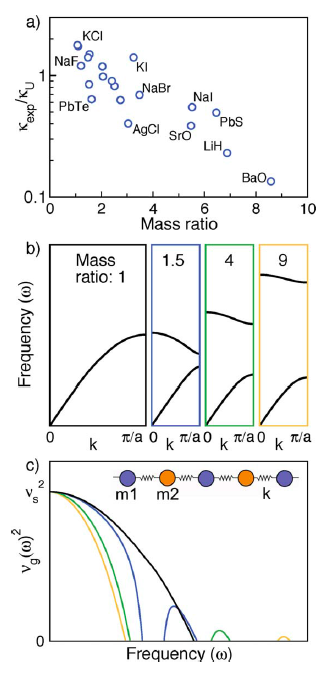 a)
KCl
NaF
KI
NaBr
PbTe
NaI
AgCl
PbS
SrO
LiH
BaO
κexp/κU
1
0.1
0 2 4 6 8 10
Mass ratio
b)
Mass
ratio: 1
1.5
4
9
Frequency (ω)
0 k π/a
0 k π/a
0 k π/a
0 k π/a
c)
νs²
m1 m2 k
νg(ω)²
0
Frequency (ω)